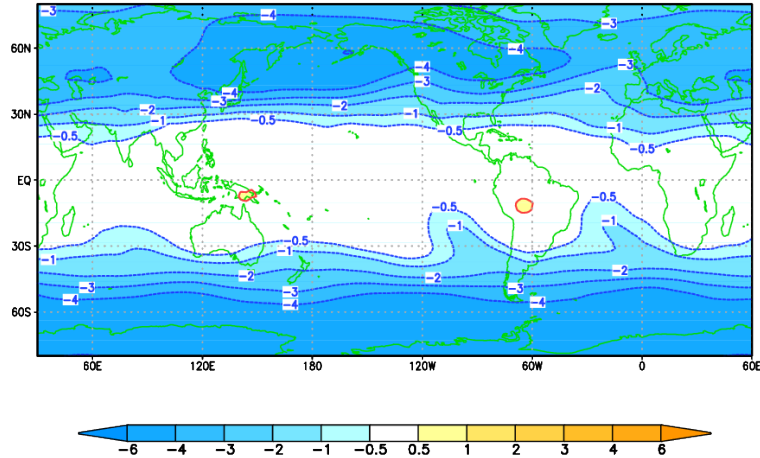 −3 −4 −3
60N −4
−4 −3
−3
−4 −2
−3 −2
−2
30N −1 −0.5 −1 −1
−0.5 −0.5 −0.5
EQ
−0.5 −0.5
−1 −1
30S −0.5
−1 −1
−2 −2 −2
−3 −3 −3
−4 −4 −4
60S
60E 120E 180 120W 60W 0 60E
−6 −4 −2 −1 −0.5 0.5 1 2 3 4 6